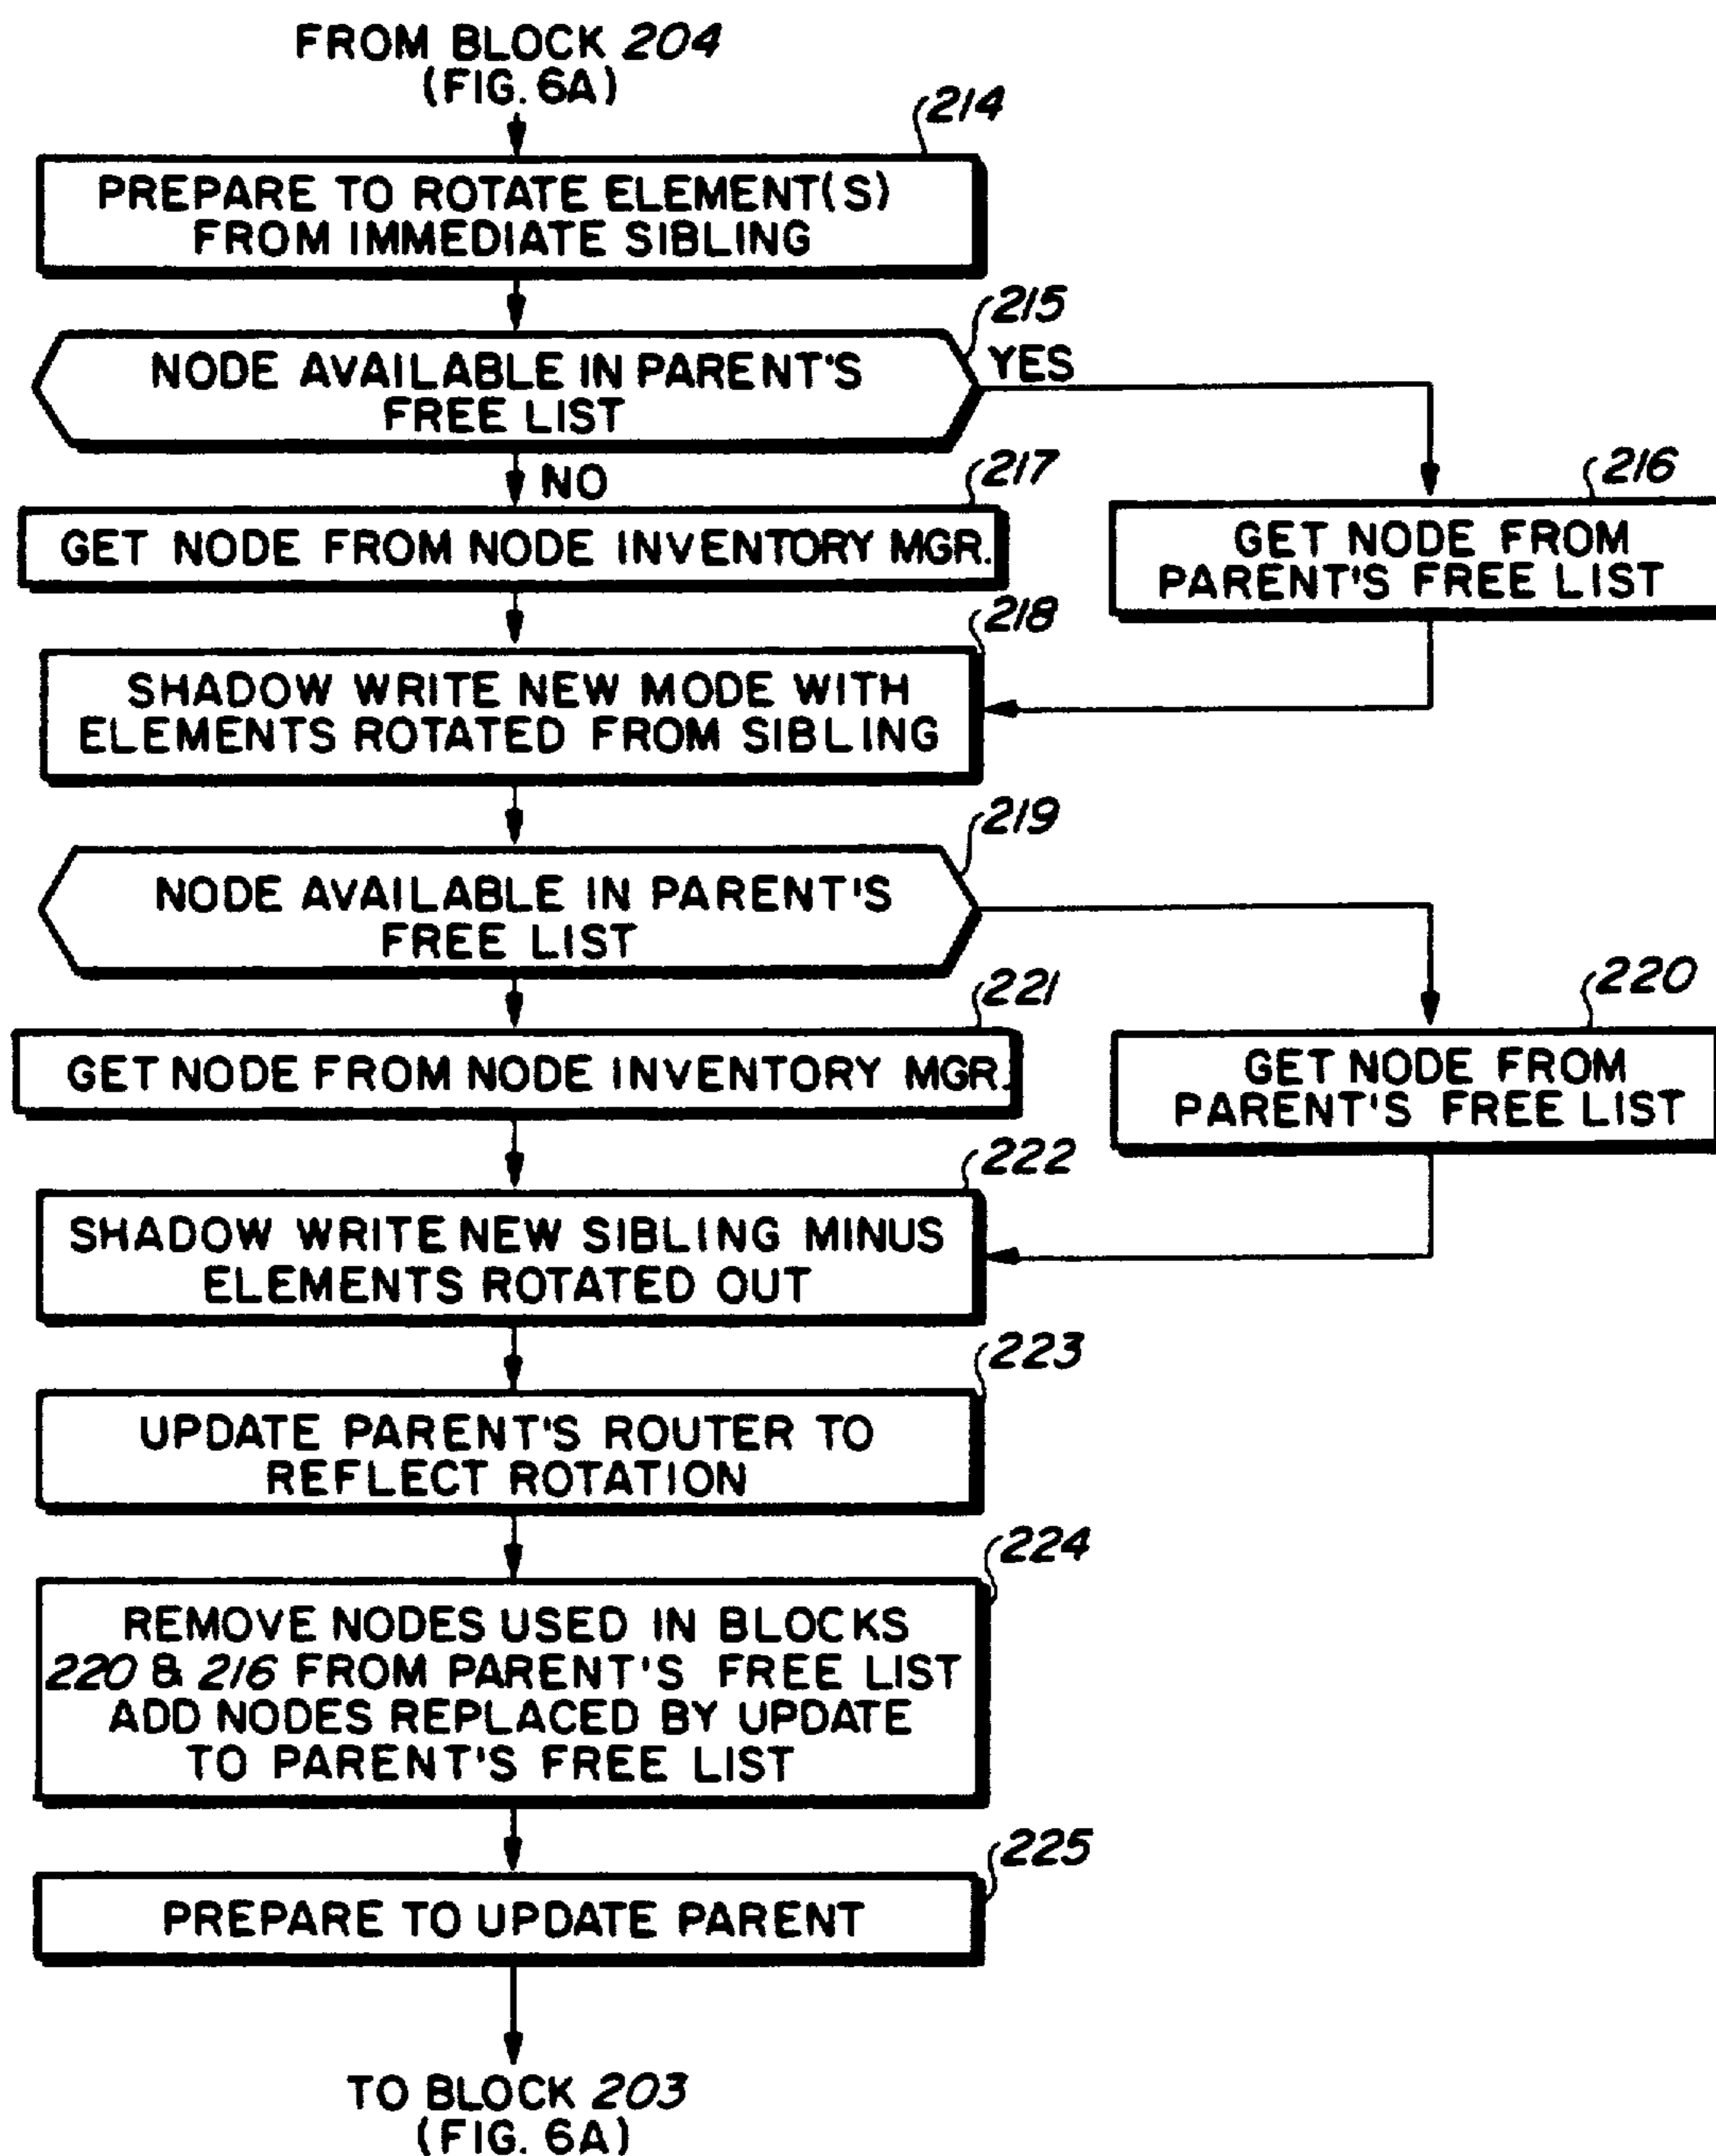 FROM BLOCK 204
(FIG. 6A)
214
PREPARE TO ROTATE ELEMENT(S)
FROM IMMEDIATE SIBLING
215
NODE AVAILABLE IN PARENT'S
FREE LIST
YES
NO
217
GET NODE FROM NODE INVENTORY MGR.
216
GET NODE FROM
PARENT'S FREE LIST
218
SHADOW WRITE NEW MODE WITH
ELEMENTS ROTATED FROM SIBLING
219
NODE AVAILABLE IN PARENT'S
FREE LIST
221
GET NODE FROM NODE INVENTORY MGR.
220
GET NODE FROM
PARENT'S FREE LIST
222
SHADOW WRITE NEW SIBLING MINUS
ELEMENTS ROTATED OUT
223
UPDATE PARENT'S ROUTER TO
REFLECT ROTATION
224
REMOVE NODES USED IN BLOCKS
220 & 216 FROM PARENT'S FREE LIST
ADD NODES REPLACED BY UPDATE
TO PARENT'S FREE LIST
225
PREPARE TO UPDATE PARENT
TO BLOCK 203
(FIG. 6A)